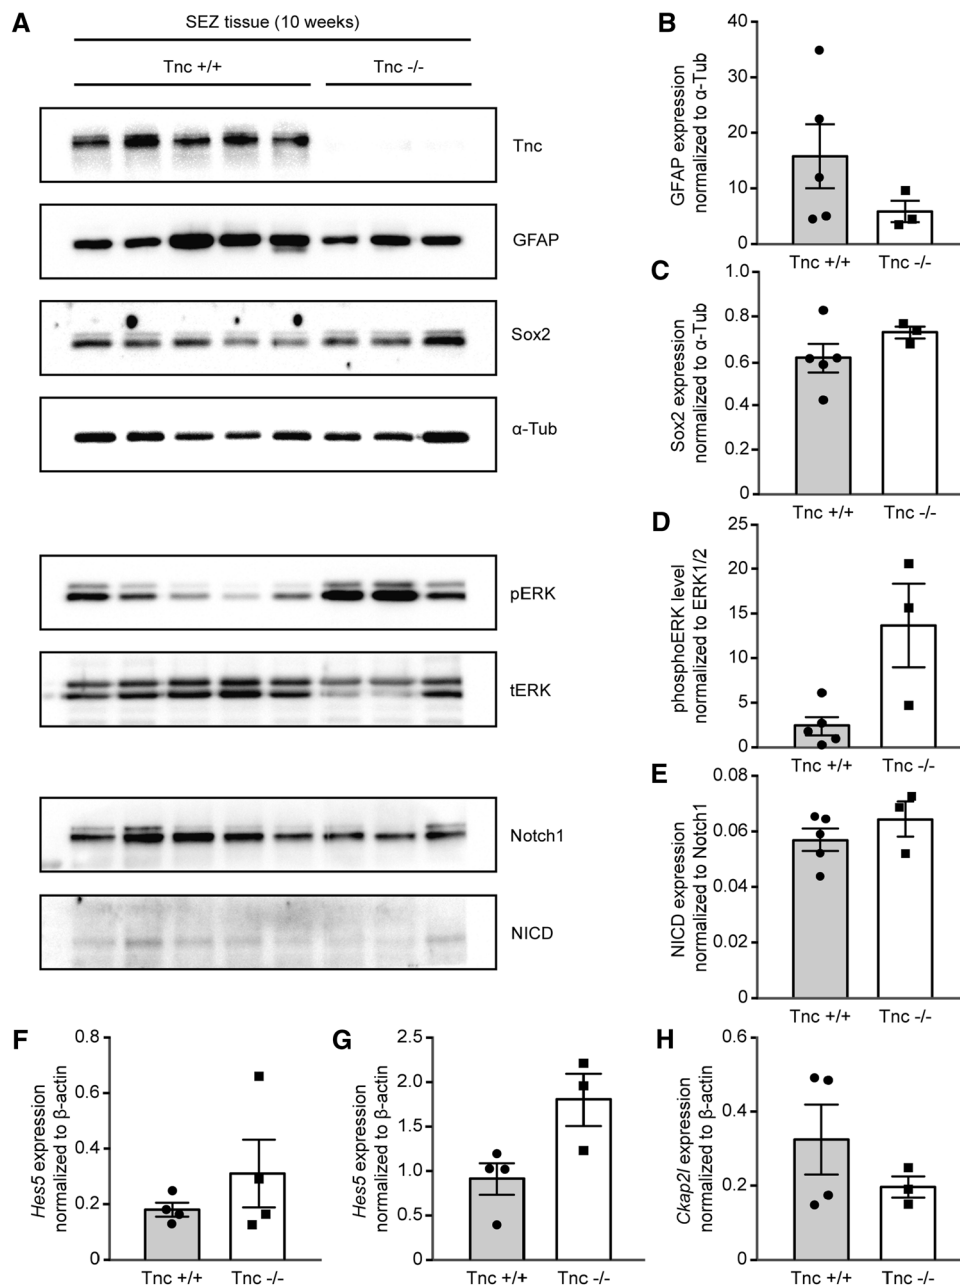 A
SEZ tissue (10 weeks)
Tnc +/+
Tnc -/-
Tnc
GFAP
Sox2
α-Tub
pERK
tERK
Notch1
NICD
B
GFAP expression
normalized to α-Tub
40
30
20
10
0
Tnc +/+
Tnc -/-
C
Sox2 expression
normalized to α-Tub
1.0
0.8
0.6
0.4
0.2
0
Tnc +/+
Tnc -/-
D
phosphoERK level
normalized to ERK1/2
25
20
15
10
5
0
Tnc +/+
Tnc -/-
E
NICD expression
normalized to Notch1
0.08
0.06
0.04
0.02
0
Tnc +/+
Tnc -/-
F
Hes5 expression
normalized to β-actin
0.8
0.6
0.4
0.2
0
Tnc +/+
Tnc -/-
G
Hes5 expression
normalized to β-actin
2.5
2.0
1.5
1.0
0.5
0
Tnc +/+
Tnc -/-
H
Ckap2l expression
normalized to β-actin
0.6
0.4
0.2
0
Tnc +/+
Tnc -/-